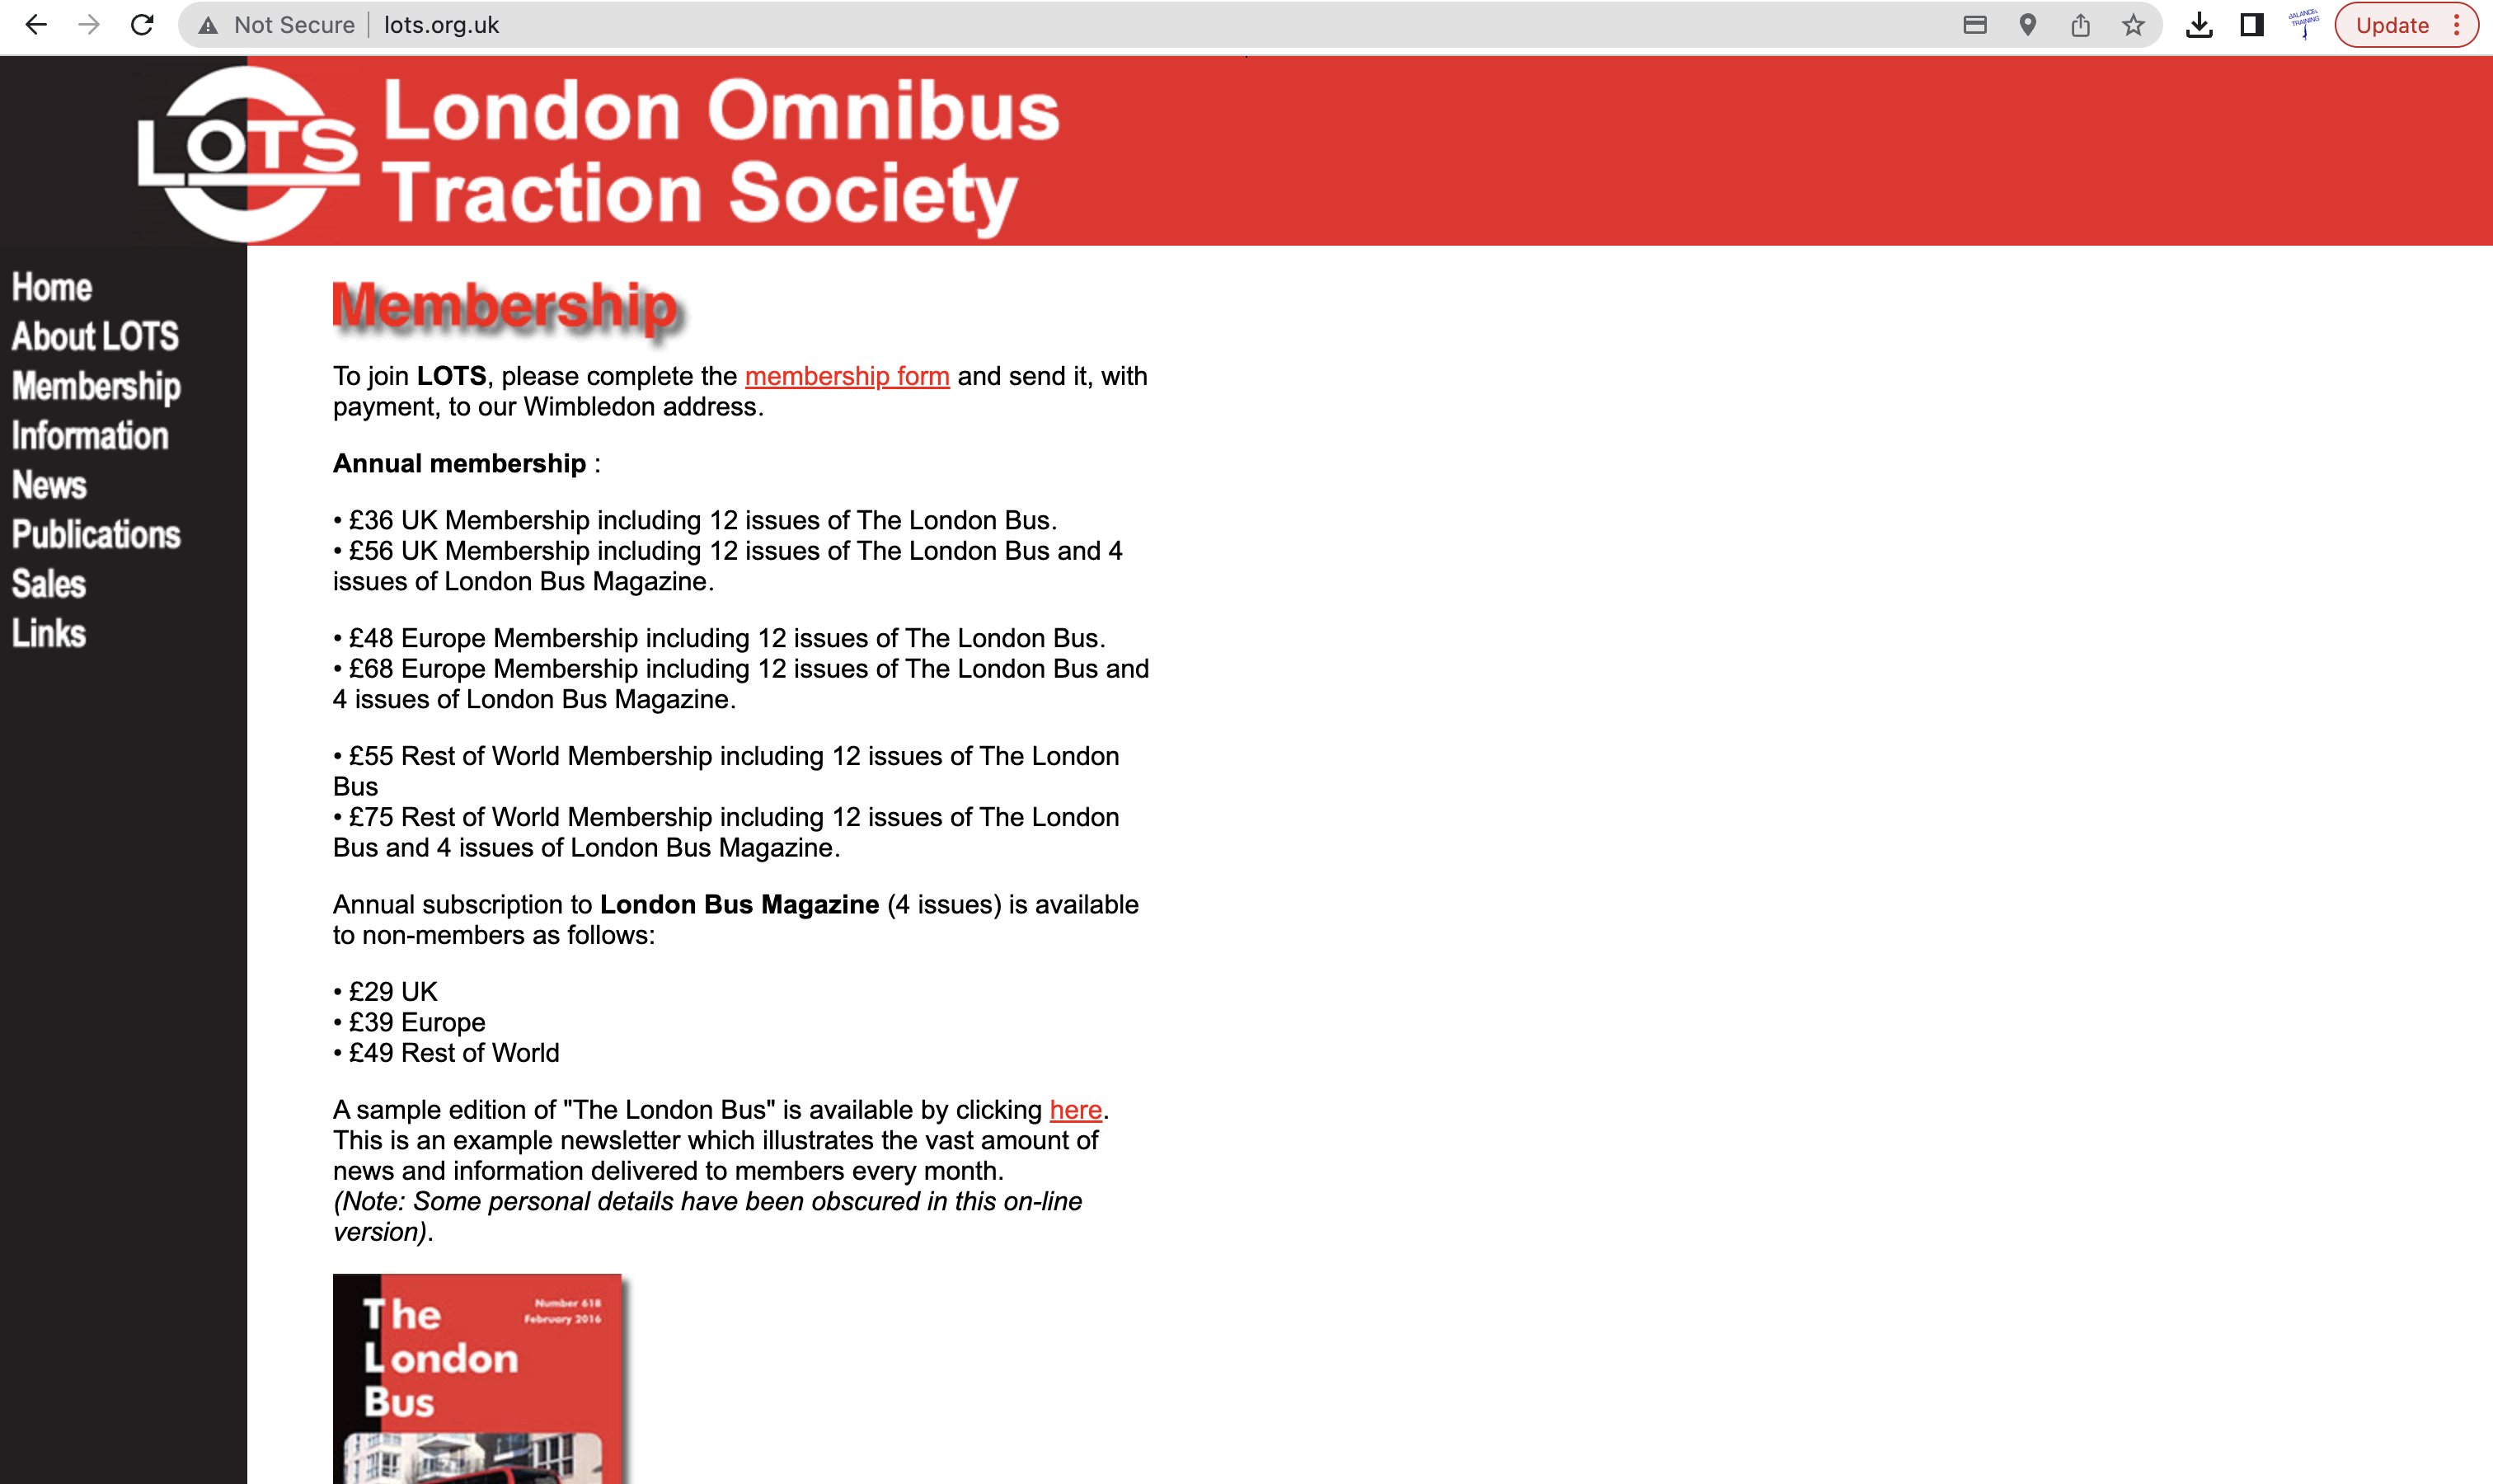 Not Secure | lots.org.uk
BALANCE
TRAINING
Update
LOTS
London Omnibus
Traction Society
Home
About LOTS
Membership
Information
News
Publications
Sales
Links
Membership
To join LOTS, please complete the membership form and send it, with
payment, to our Wimbledon address.
Annual membership :
• £36 UK Membership including 12 issues of The London Bus.
• £56 UK Membership including 12 issues of The London Bus and 4
issues of London Bus Magazine.
• £48 Europe Membership including 12 issues of The London Bus.
• £68 Europe Membership including 12 issues of The London Bus and
4 issues of London Bus Magazine.
• £55 Rest of World Membership including 12 issues of The London
Bus
• £75 Rest of World Membership including 12 issues of The London
Bus and 4 issues of London Bus Magazine.
Annual subscription to London Bus Magazine (4 issues) is available
to non-members as follows:
• £29 UK
• £39 Europe
• £49 Rest of World
A sample edition of "The London Bus" is available by clicking here.
This is an example newsletter which illustrates the vast amount of
news and information delivered to members every month.
(Note: Some personal details have been obscured in this on-line
version).
The
London
Bus
Number 618
February 2016